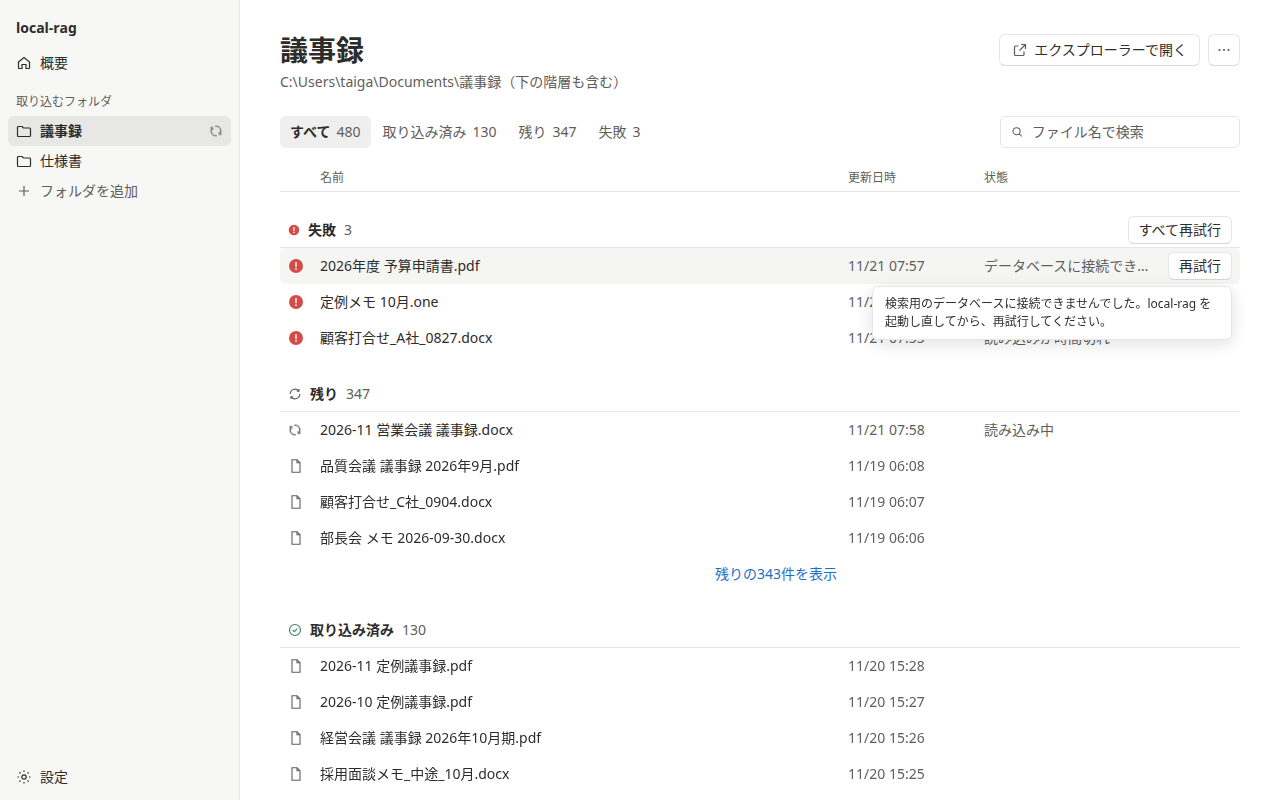 local-rag
概要
取り込むフォルダ
議事録
仕様書
フォルダを追加
設定
議事録
C:\Users\taiga\Documents\議事録（下の階層も含む）
エクスプローラーで開く
…
すべて 480 取り込み済み 130 残り 347 失敗 3
ファイル名で検索
名前 更新日時 状態
失敗 3 すべて再試行
2026年度 予算申請書.pdf 11/21 07:57 データベースに接続でき… 再試行
検索用のデータベースに接続できませんでした。local-rag を
起動し直してから、再試行してください。
定例メモ 10月.one
顧客打合せ_A社_0827.docx
残り 347
2026-11 営業会議 議事録.docx 11/21 07:58 読み込み中
品質会議 議事録 2026年9月.pdf 11/19 06:08
顧客打合せ_C社_0904.docx 11/19 06:07
部長会 メモ 2026-09-30.docx 11/19 06:06
残りの343件を表示
取り込み済み 130
2026-11 定例議事録.pdf 11/20 15:28
2026-10 定例議事録.pdf 11/20 15:27
経営会議 議事録 2026年10月期.pdf 11/20 15:26
採用面談メモ_中途_10月.docx 11/20 15:25